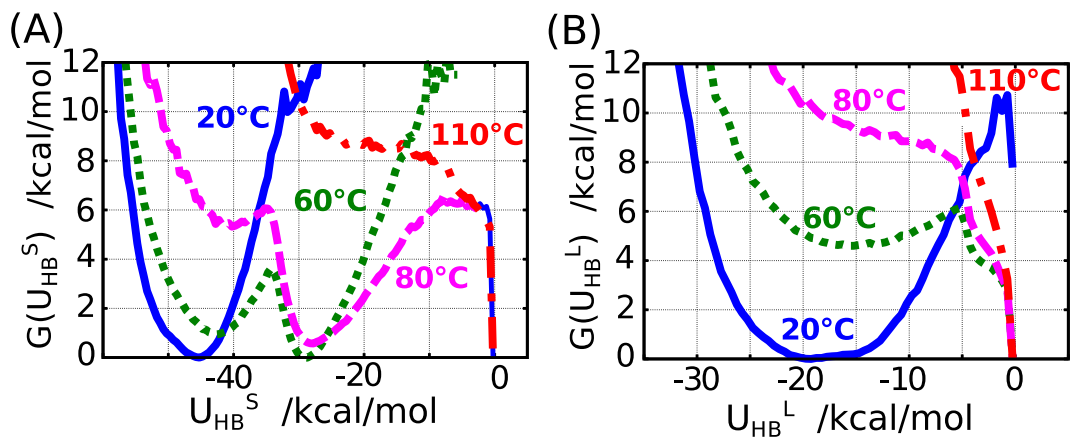 (A)
G(U_HB^S) /kcal/mol
12
10
8
6
4
2
0
20°C
110°C
60°C
80°C
-40 -20 0
U_HB^S /kcal/mol
(B)
G(U_HB^L) /kcal/mol
12
10
8
6
4
2
0
110°C
80°C
60°C
20°C
-30 -20 -10 0
U_HB^L /kcal/mol